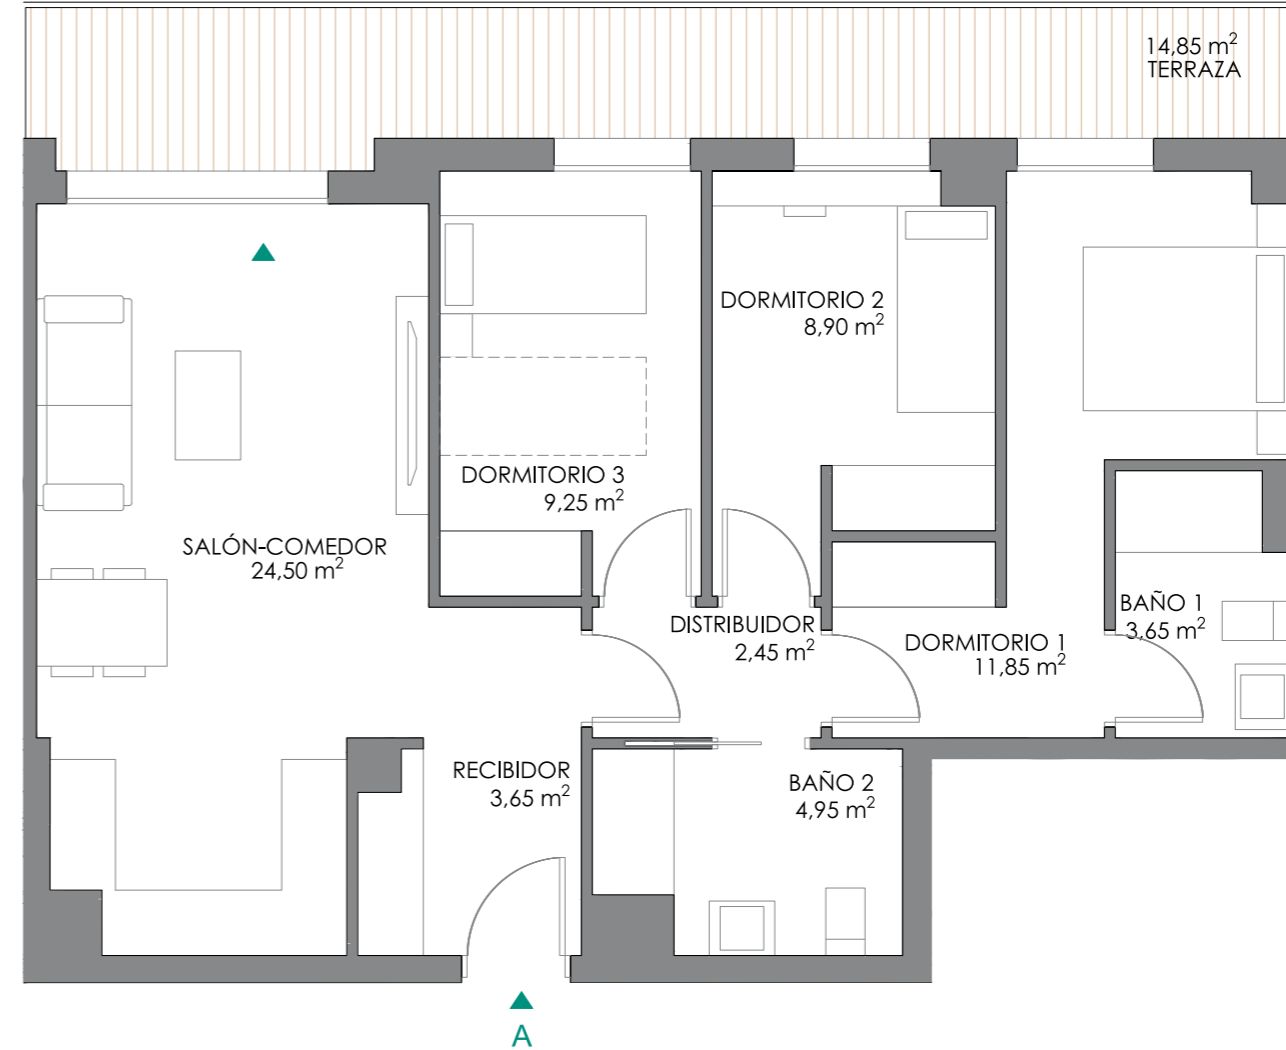 14,85 m²
TERRAZA
DORMITORIO 2
8,90 m²
DORMITORIO 3
9,25 m²
SALÓN-COMEDOR
24,50 m²
DISTRIBUIDOR
2,45 m²
DORMITORIO 1
11,85 m²
BAÑO 1
3,65 m²
RECIBIDOR
3,65 m²
BAÑO 2
4,95 m²
A